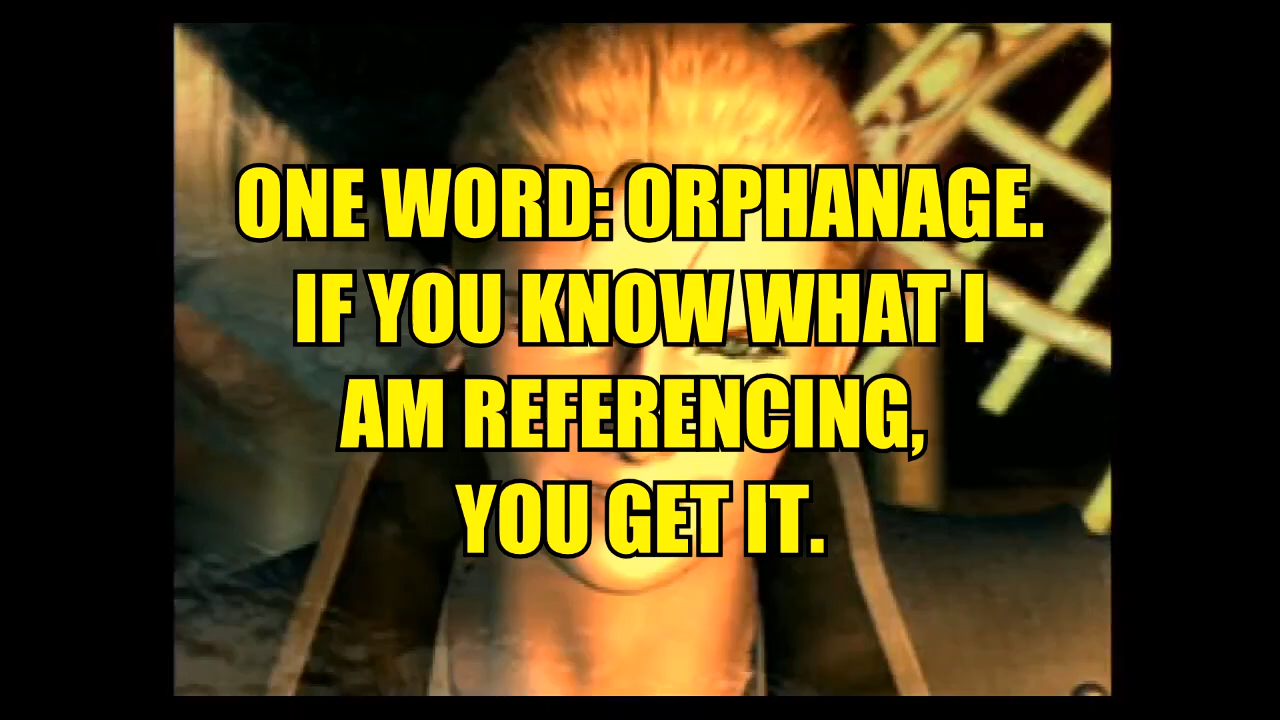 ONE WORD: ORPHANAGE.
IF YOU KNOW WHAT I
AM REFERENCING,
YOU GET IT.